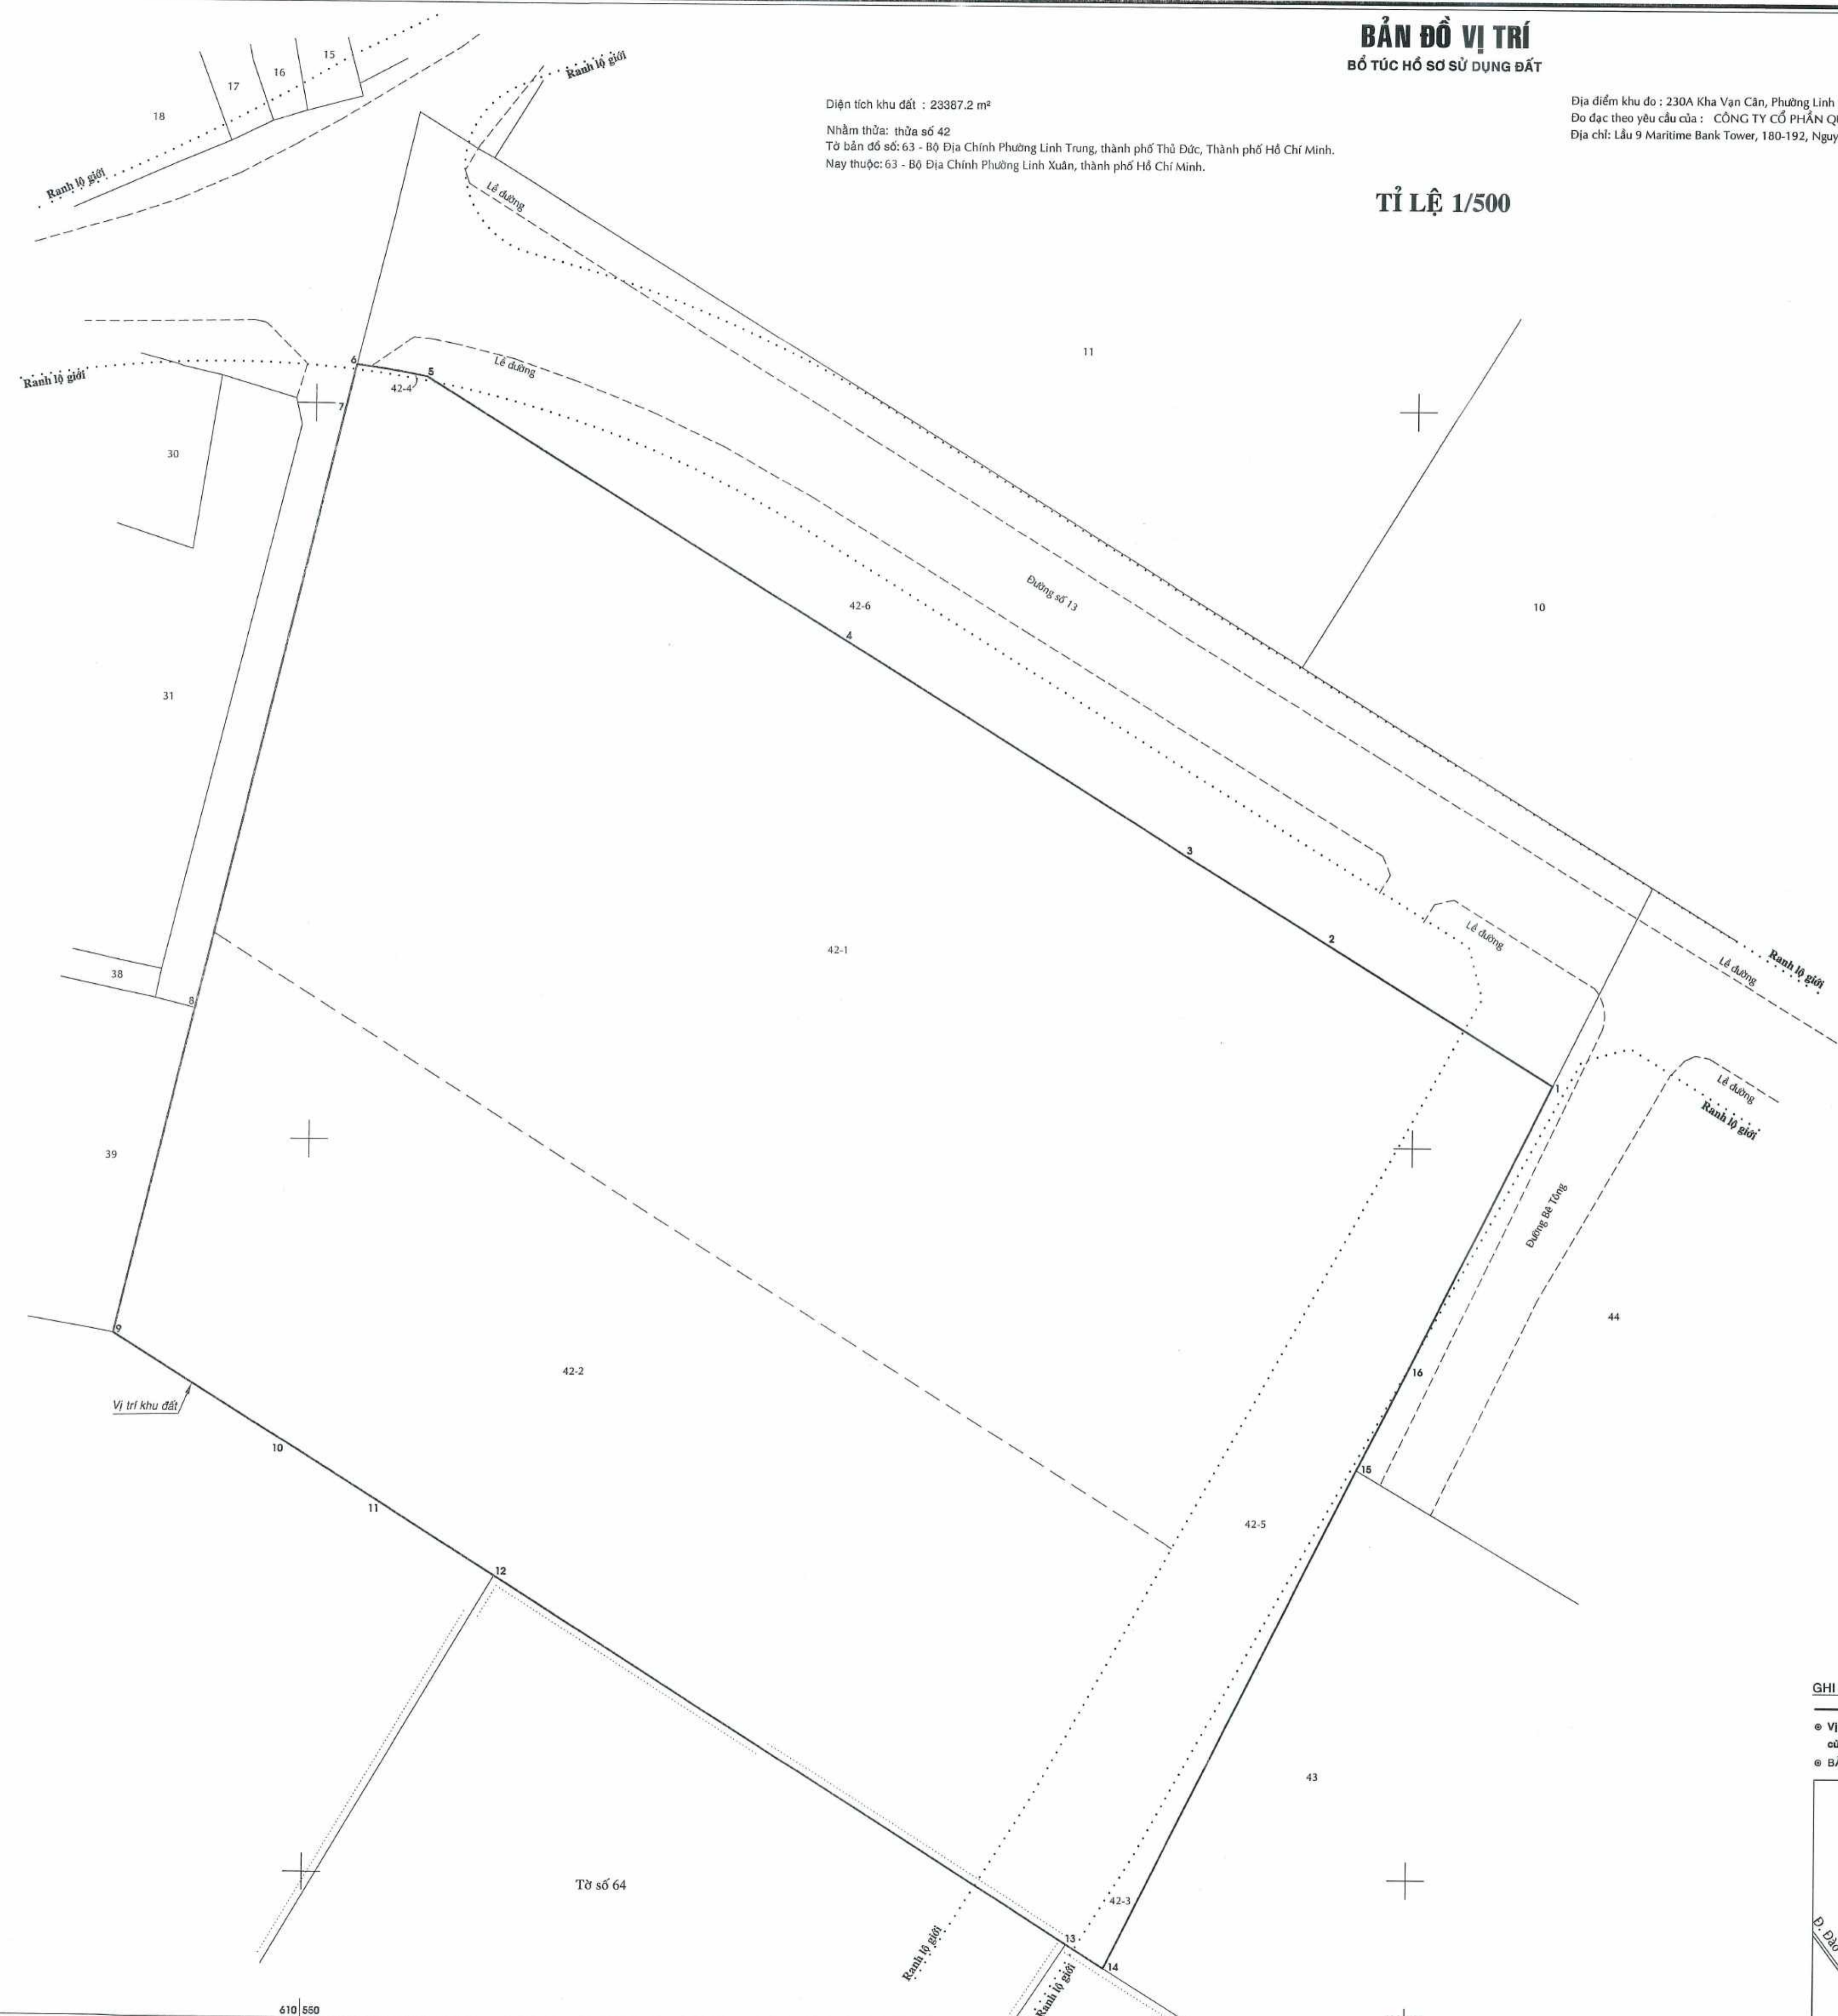 BẢN ĐỒ VỊ TRÍ
BỔ TÚC HỒ SƠ SỬ DỤNG ĐẤT
Diện tích khu đất : 23387.2 m²
Nhằm thửa: thửa số 42
Tờ bản đồ số: 63 - Bộ Địa Chính Phường Linh Trung, thành phố Thủ Đức, Thành phố Hồ Chí Minh.
Nay thuộc: 63 - Bộ Địa Chính Phường Linh Xuân, thành phố Hồ Chí Minh.
Địa điểm khu đo : 230A Kha Vạn Cân, Phường Linh
Đo đạc theo yêu cầu của : CÔNG TY CỔ PHẦN
Địa chỉ: Lầu 9 Maritime Bank Tower, 180-192,
TỈ LỆ 1/500
15
16
17
18
Ranh lộ giới
Ranh lộ giới
Lề đường
11
6
5
Lề đường
42-4
Ranh lộ giới
7
30
Đường số 13
42-6
4
10
31
3
2
Lề đường
42-1
Ranh lộ giới
Lề đường
38
8
1
Lề đường
Ranh lộ giới
39
Đường Bê Tông
44
9
42-2
16
Vị trí khu đất
10
15
11
42-5
12
GHI
43
Tờ số 64
42-3
Ranh lộ giới
13
14
Ranh lộ giới
Đ.
610 550